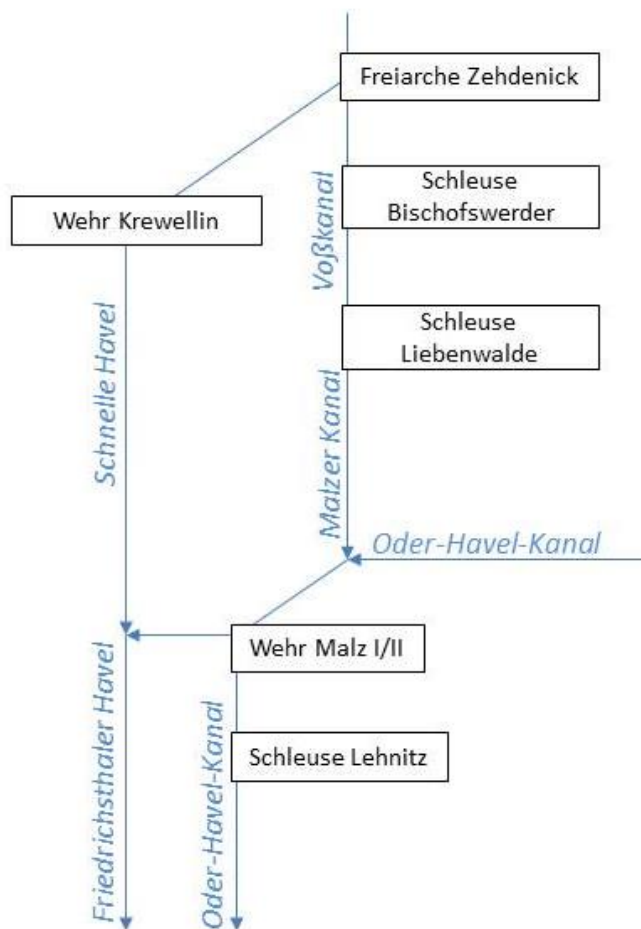 Freiarche Zehdenick
Schleuse
Bischofswerder
Wehr Krewellin
Voßkanal
Schleuse
Liebenwalde
Schnelle Havel
Malzer Kanal
Oder-Havel-Kanal
Wehr Malz I/II
Schleuse Lehnitz
Friedrichsthaler Havel
Oder-Havel-Kanal